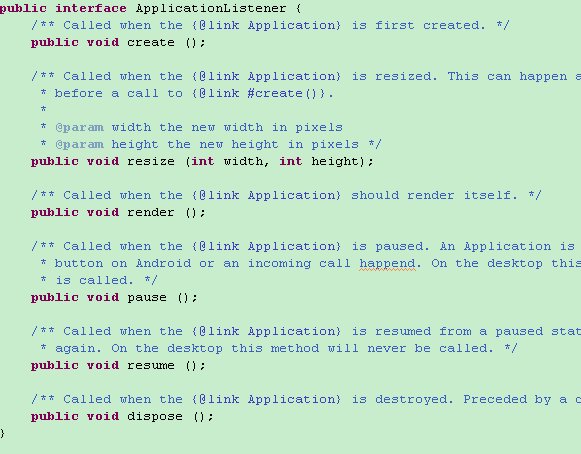 public interface ApplicationListener {
/** Called when the {@link Application} is first created. */
public void create ();
/** Called when the {@link Application} is resized. This can happen a
* before a call to {@link #create()}.
*
* @param width the new width in pixels
* @param height the new height in pixels */
public void resize (int width, int height);
/** Called when the {@link Application} should render itself. */
public void render ();
/** Called when the {@link Application} is paused. An Application is
* button on Android or an incoming call happend. On the desktop this
* is called. */
public void pause ();
/** Called when the {@link Application} is resumed from a paused stat
* again. On the desktop this method will never be called. */
public void resume ();
/** Called when the {@link Application} is destroyed. Preceded by a c
public void dispose ();
}